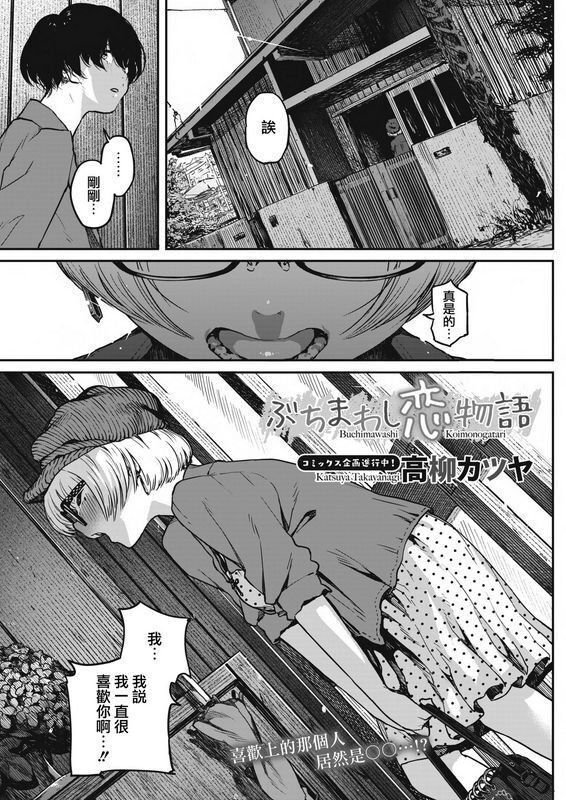 誒
……
剛剛…
真是的…
ぶちまわし恋物語
Buchimawashi Koimonogatari
コミックス企画進行中!
高柳カツヤ
Katsuya Takayanagi
我…
我説
我一直很
喜歡你啊…!!
喜歡上的那個人
居然是○○…!?